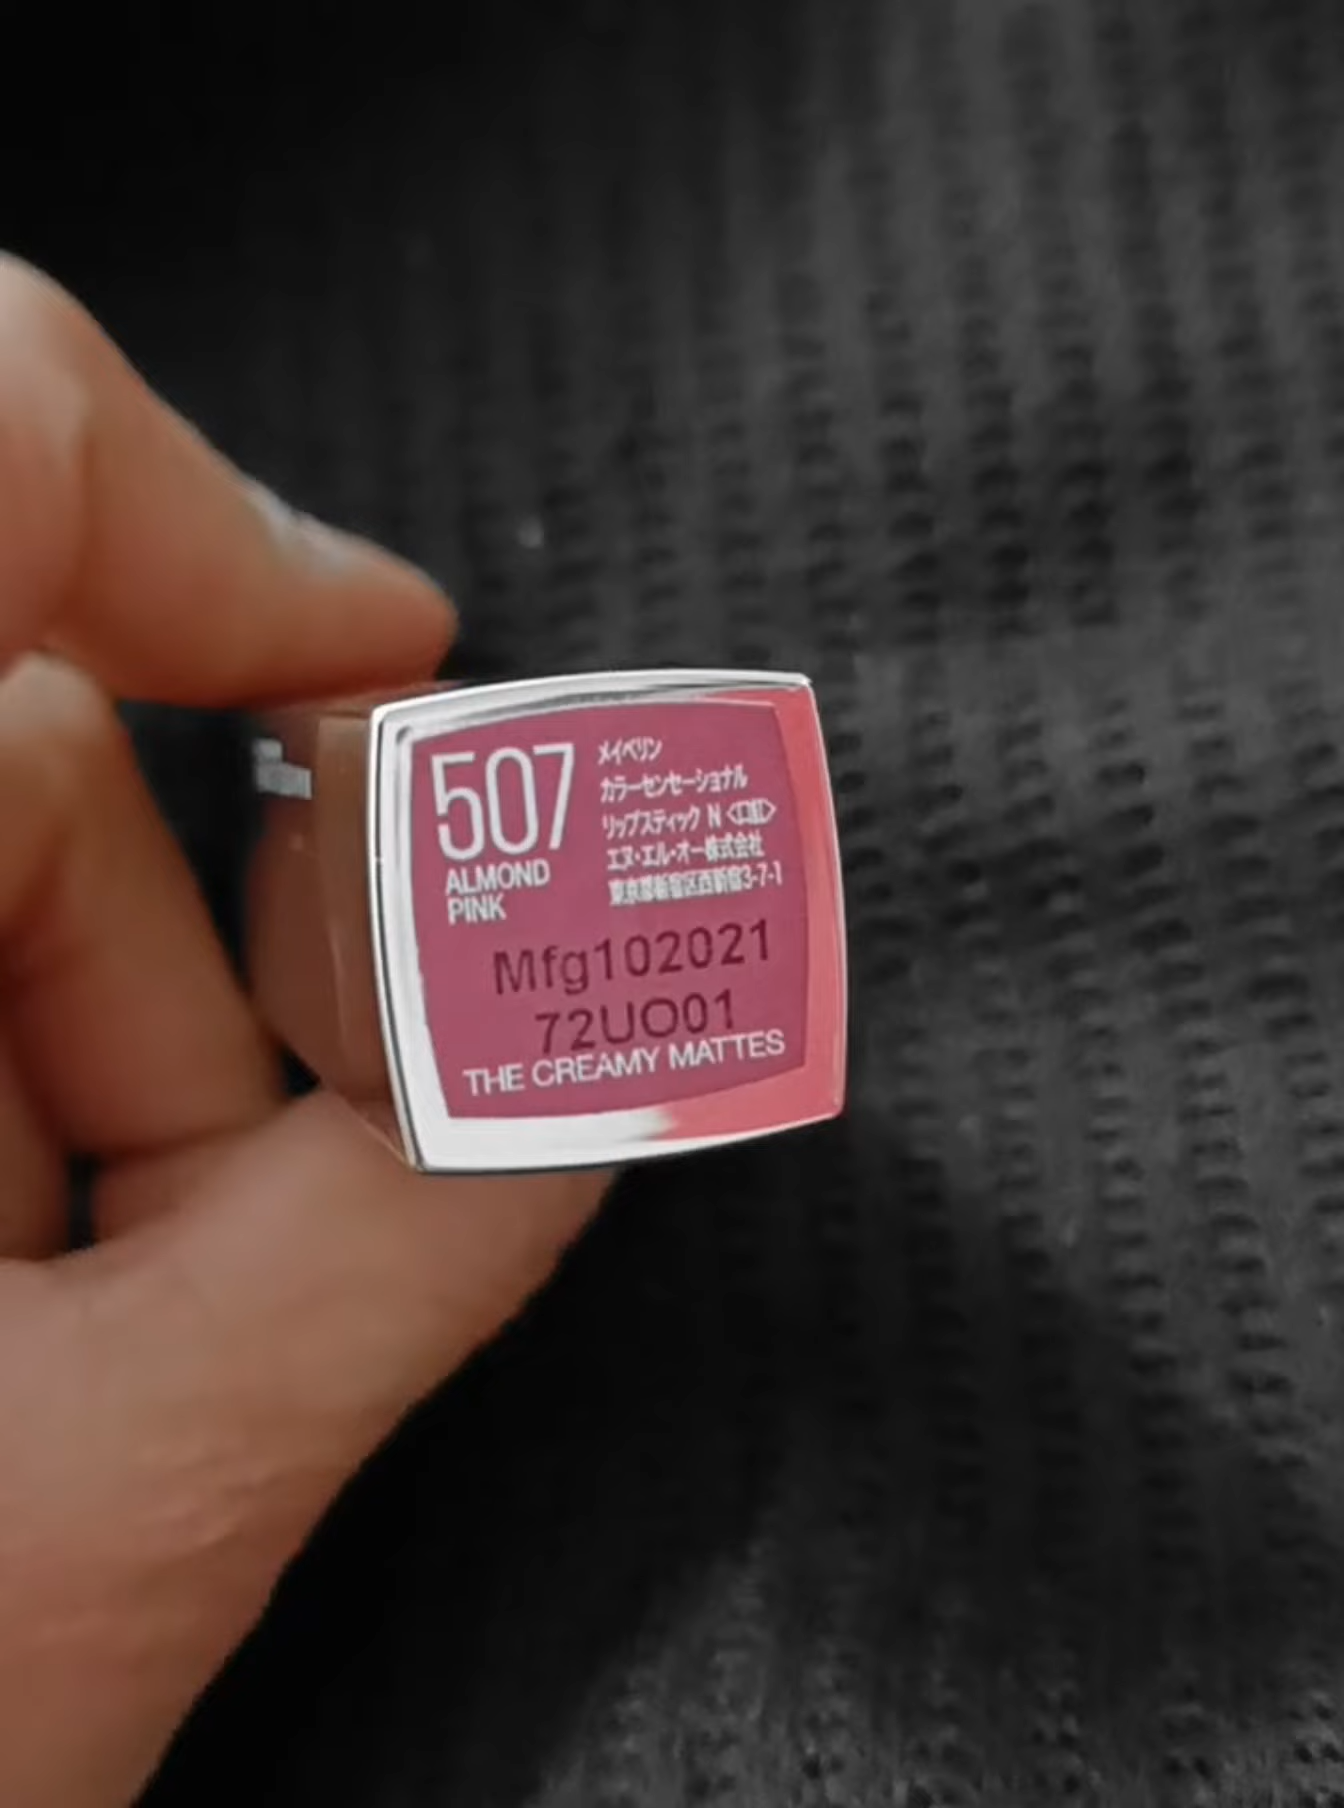 507
ALMOND
PINK
メイベリン
カラーセンセーショナル
リップスティック N <口紅>
エヌ・エル・オー株式会社
東京都新宿区西新宿3-7-1
Mfg102021
72UO01
THE CREAMY MATTES